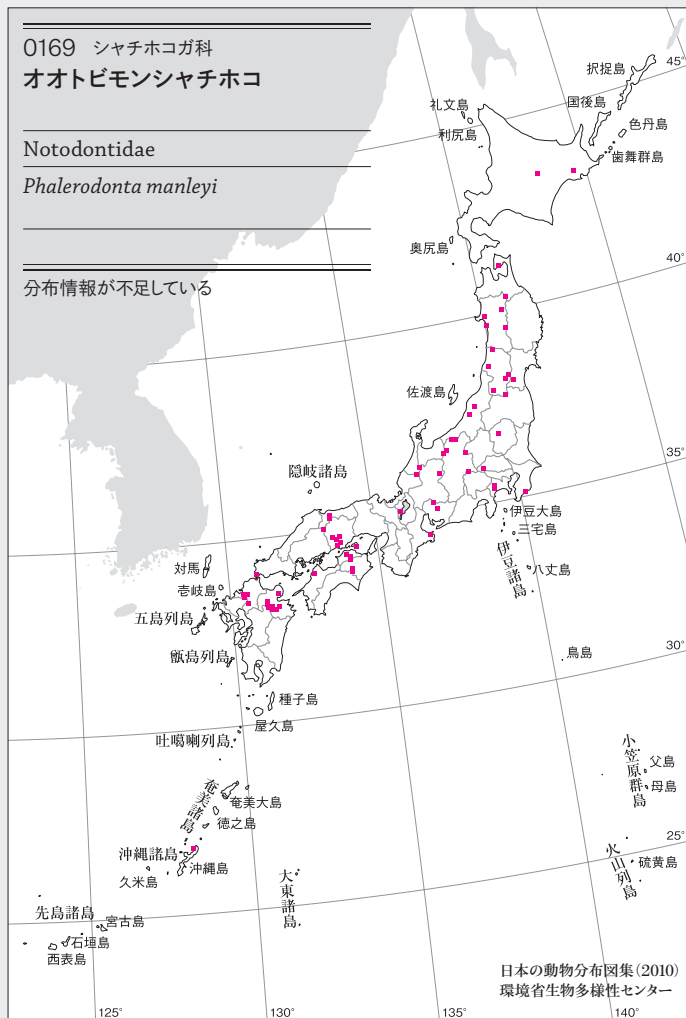 0169 シャチホコガ科
オオトビモンシャチホコ
Notodontidae
Phalerodonta manleyi
分布情報が不足している
45°
択捉島
国後島
礼文島
色丹島
利尻島
歯舞群島
奥尻島
40°
佐渡島
35°
隠岐諸島
伊豆大島
三宅島
伊豆諸島
八丈島
対馬
壱岐島
五島列島
甑島列島
鳥島
30°
種子島
屋久島
吐噶喇列島
小笠原群島
父島
母島
奄美諸島
奄美大島
徳之島
25°
沖縄諸島
沖縄島
久米島
火山列島
硫黄島
大東諸島
先島諸島
宮古島
石垣島
西表島
日本の動物分布図集(2010)
環境省生物多様性センター
125°
130°
135°
140°